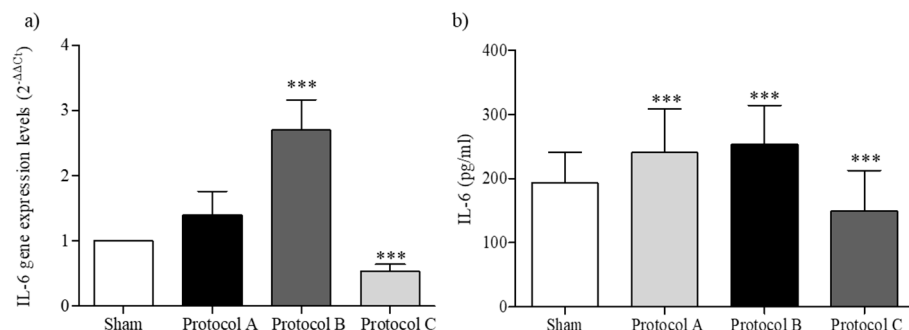 a)
IL-6 gene expression levels (2^-ΔΔCt)
4
3
2
1
0
***
***
Sham Protocol A Protocol B Protocol C
b)
IL-6 (pg/ml)
400
300
200
100
0
*** ***
***
Sham Protocol A Protocol B Protocol C